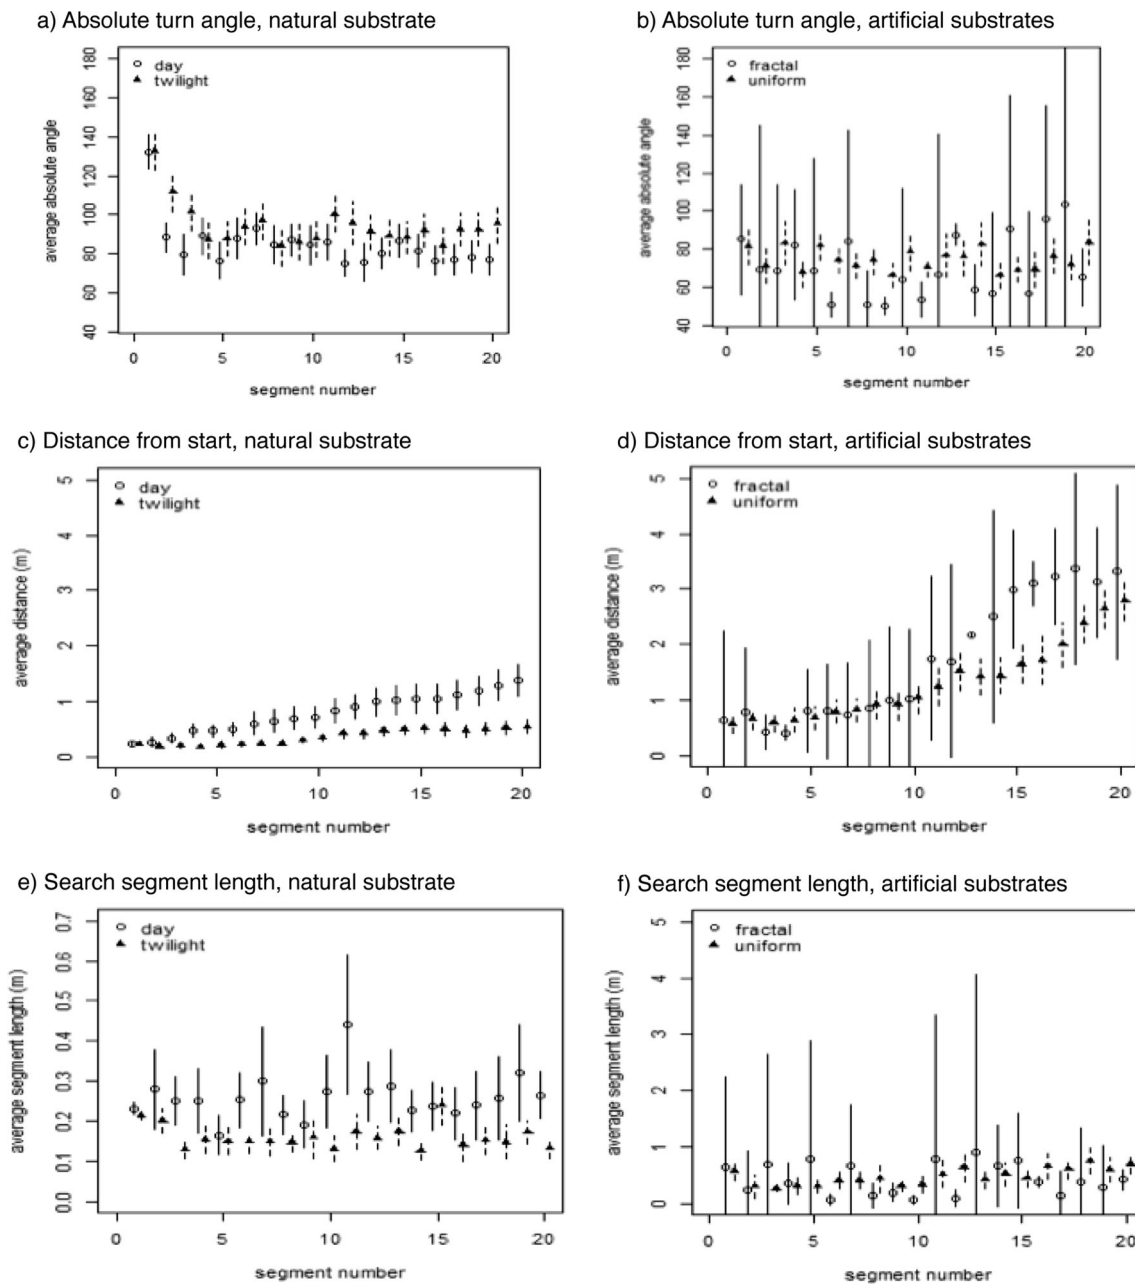 a) Absolute turn angle, natural substrate
average absolute angle
180
160
140
120
100
80
60
40
day
twilight
0 5 10 15 20
segment number
b) Absolute turn angle, artificial substrates
average absolute angle
180
160
140
120
100
80
60
40
fractal
uniform
0 5 10 15 20
segment number
c) Distance from start, natural substrate
average distance (m)
5
4
3
2
1
0
day
twilight
0 5 10 15 20
segment number
d) Distance from start, artificial substrates
average distance (m)
5
4
3
2
1
0
fractal
uniform
0 5 10 15 20
segment number
e) Search segment length, natural substrate
average segment length (m)
0.7
0.6
0.5
0.4
0.3
0.2
0.1
0.0
day
twilight
0 5 10 15 20
segment number
f) Search segment length, artificial substrates
average segment length (m)
5
4
3
2
1
0
fractal
uniform
0 5 10 15 20
segment number